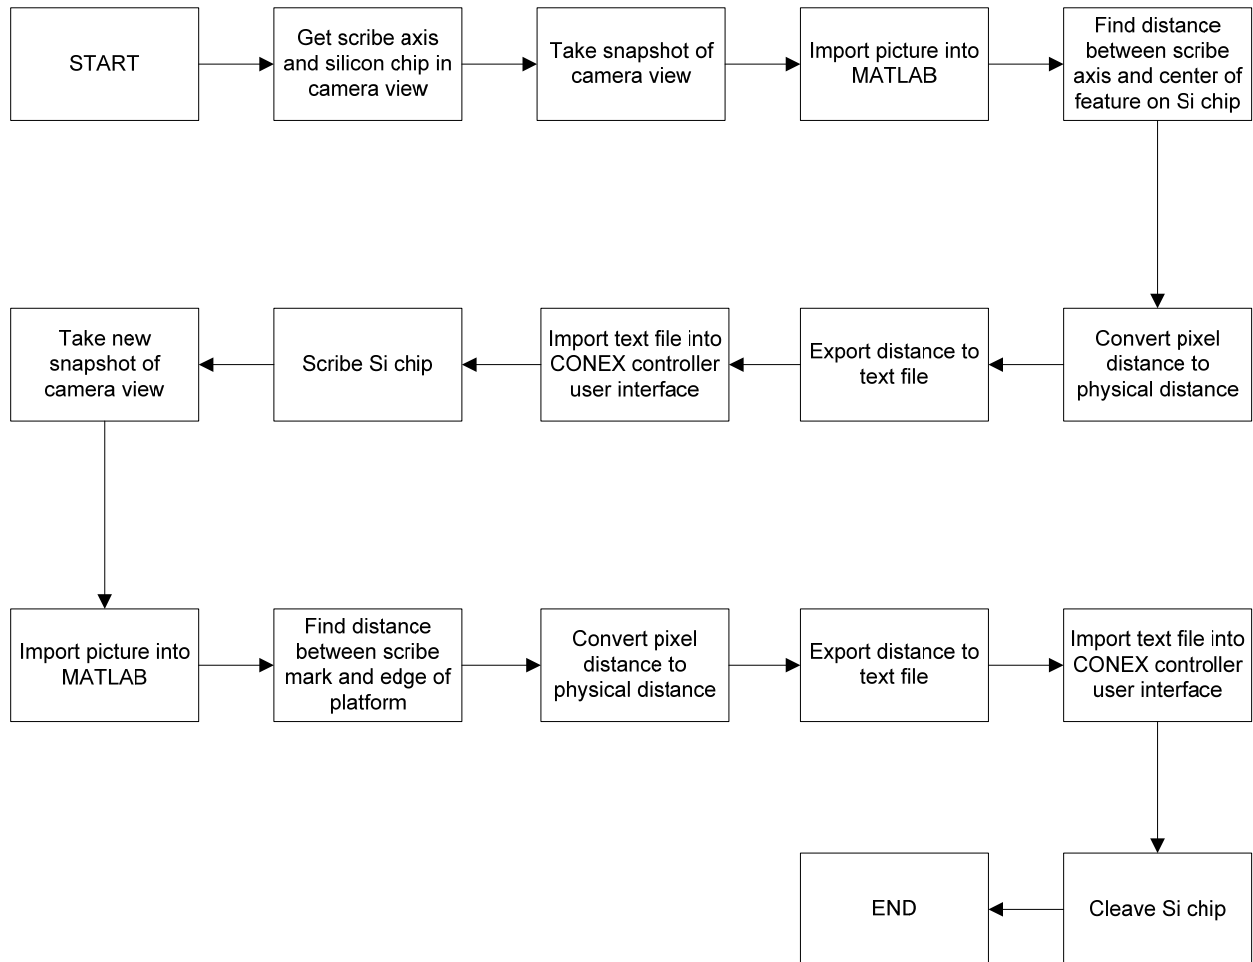 START
Get scribe axis
and silicon chip in
camera view
Take snapshot of
camera view
Import picture into
MATLAB
Find distance
between scribe
axis and center of
feature on Si chip
Convert pixel
distance to
physical distance
Export distance to
text file
Import text file into
CONEX controller
user interface
Scribe Si chip
Take new
snapshot of
camera view
Import picture into
MATLAB
Find distance
between scribe
mark and edge of
platform
Convert pixel
distance to
physical distance
Export distance to
text file
Import text file into
CONEX controller
user interface
Cleave Si chip
END